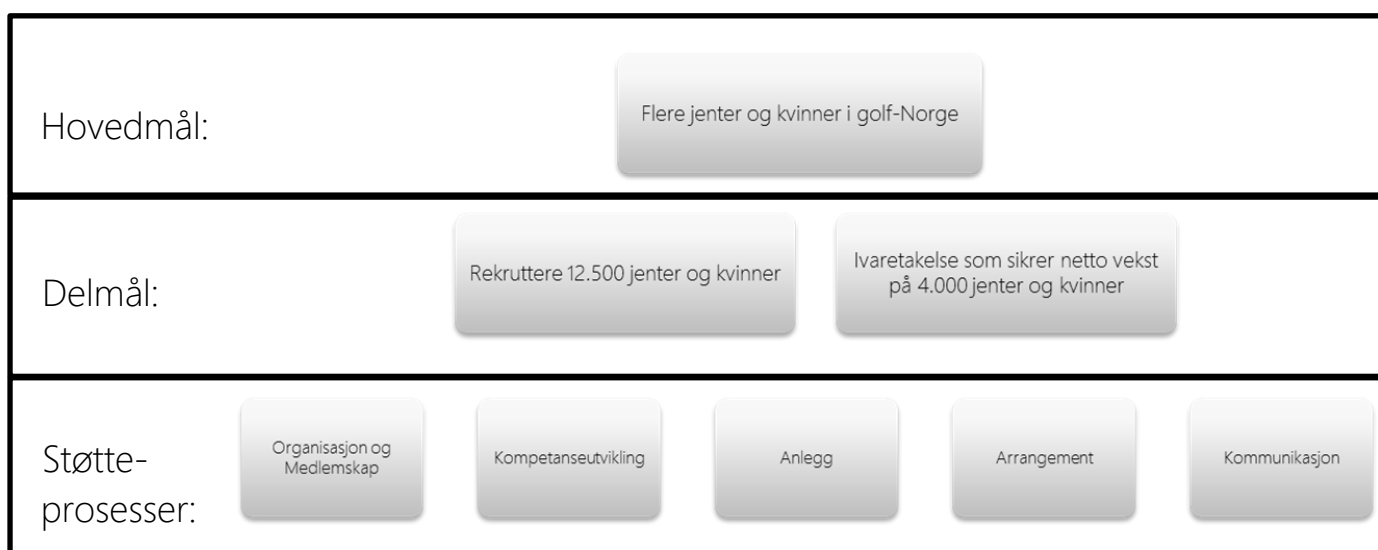 Hovedmål:
Flere jenter og kvinner i golf-Norge
Delmål:
Rekruttere 12.500 jenter og kvinner
Ivaretakelse som sikrer netto vekst
på 4.000 jenter og kvinner
Støtte-
prosesser:
Organisasjon og
Medlemskap
Kompetanseutvikling
Anlegg
Arrangement
Kommunikasjon